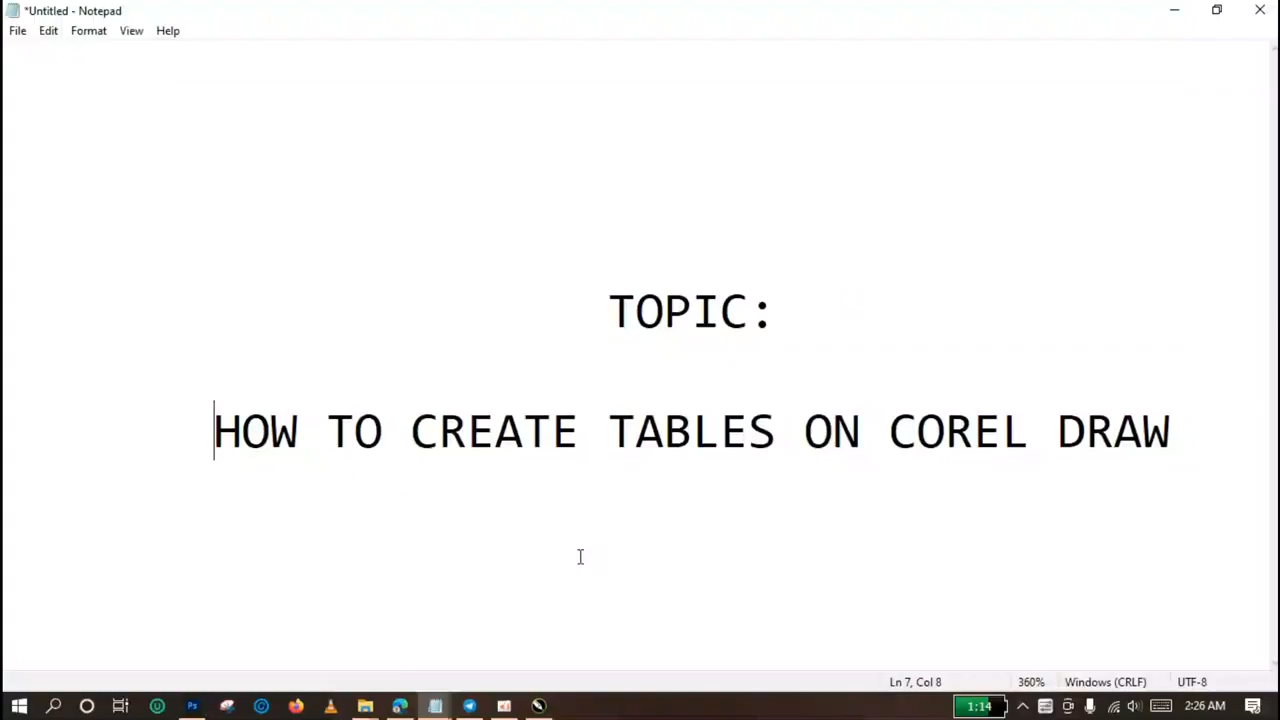 *Untitled - Notepad
File Edit Format View Help
TOPIC:
HOW TO CREATE TABLES ON COREL DRAW
Ln 7, Col 8 360% Windows (CRLF) UTF-8
Ps 1:14 2:26 AM